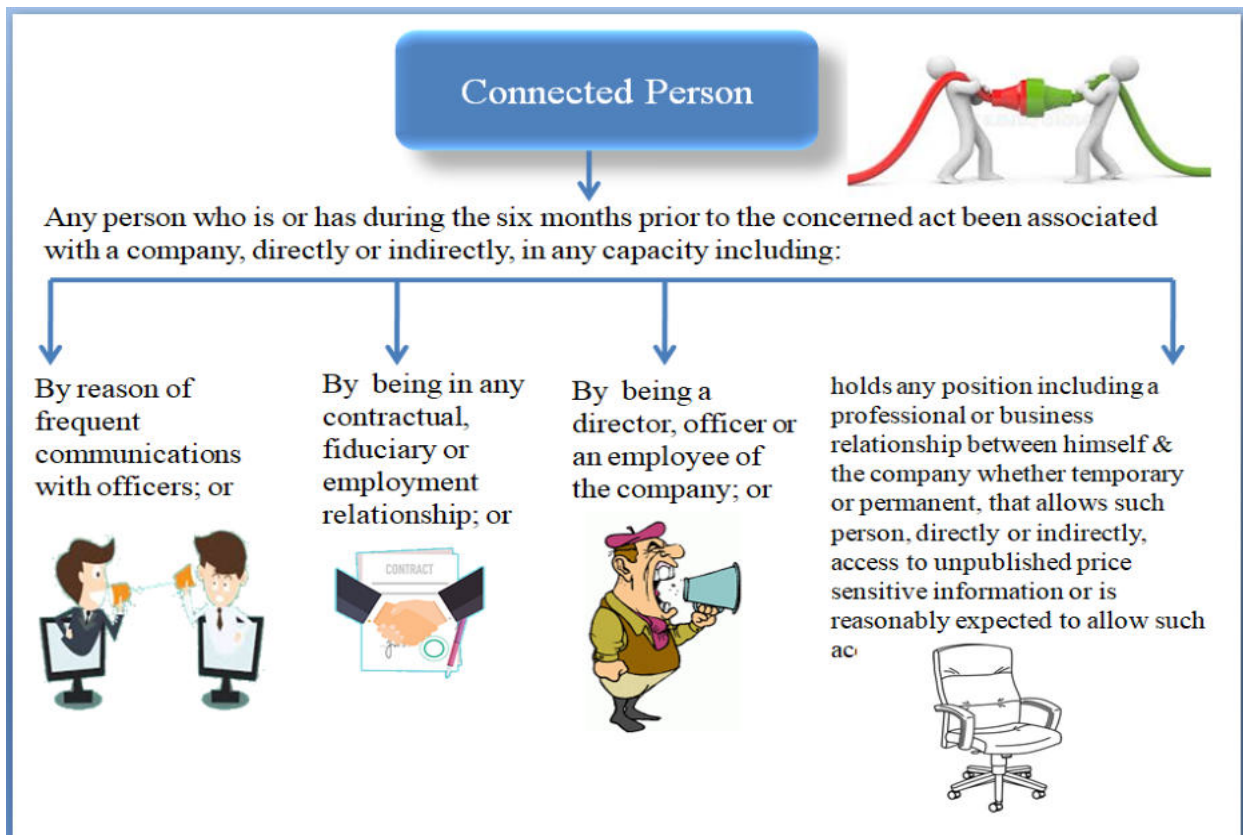 Connected Person
Any person who is or has during the six months prior to the concerned act been associated
with a company, directly or indirectly, in any capacity including:
By reason of
frequent
communications
with officers; or
By being in any
contractual,
fiduciary or
employment
relationship; or
CONTRACT
By being a
director, officer or
an employee of
the company; or
holds any position including a
professional or business
relationship between himself &
the company whether temporary
or permanent, that allows such
person, directly or indirectly,
access to unpublished price
sensitive information or is
reasonably expected to allow such